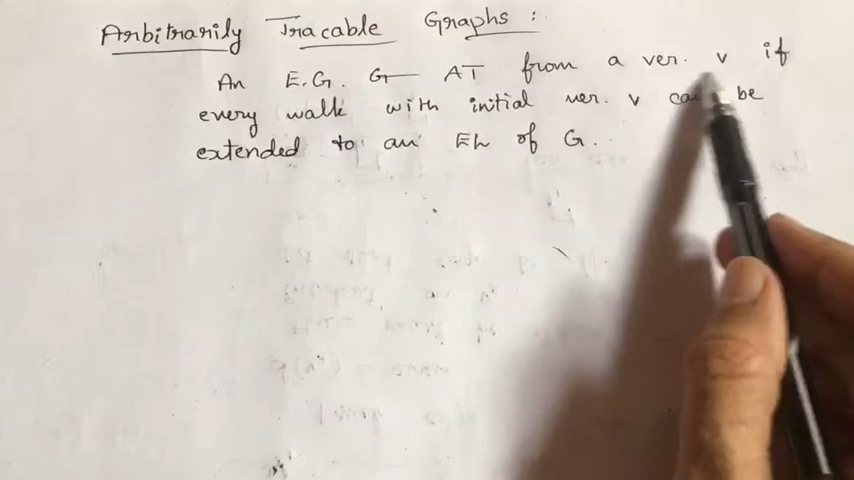 Arbitrarily Tracable Graphs :
An E.G. G — AT from a ver. v if
every walk with initial ver. v can be
extended to an EL of G.